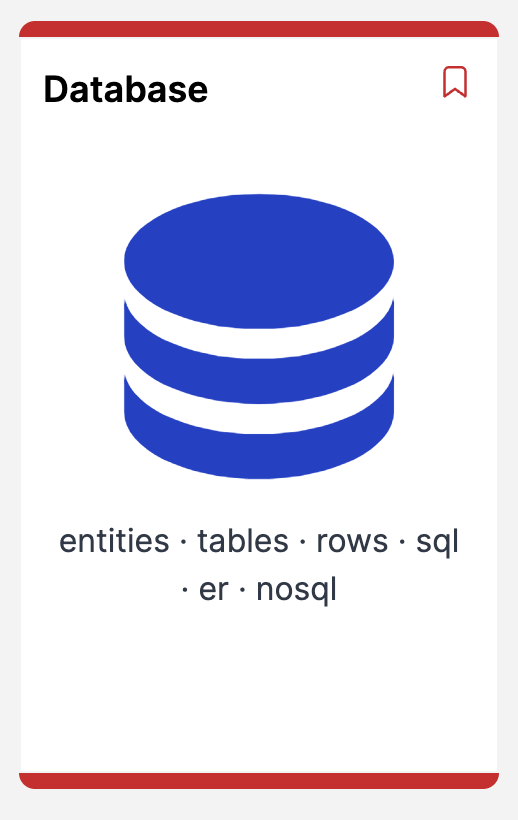 Database
entities · tables · rows · sql
· er · nosql